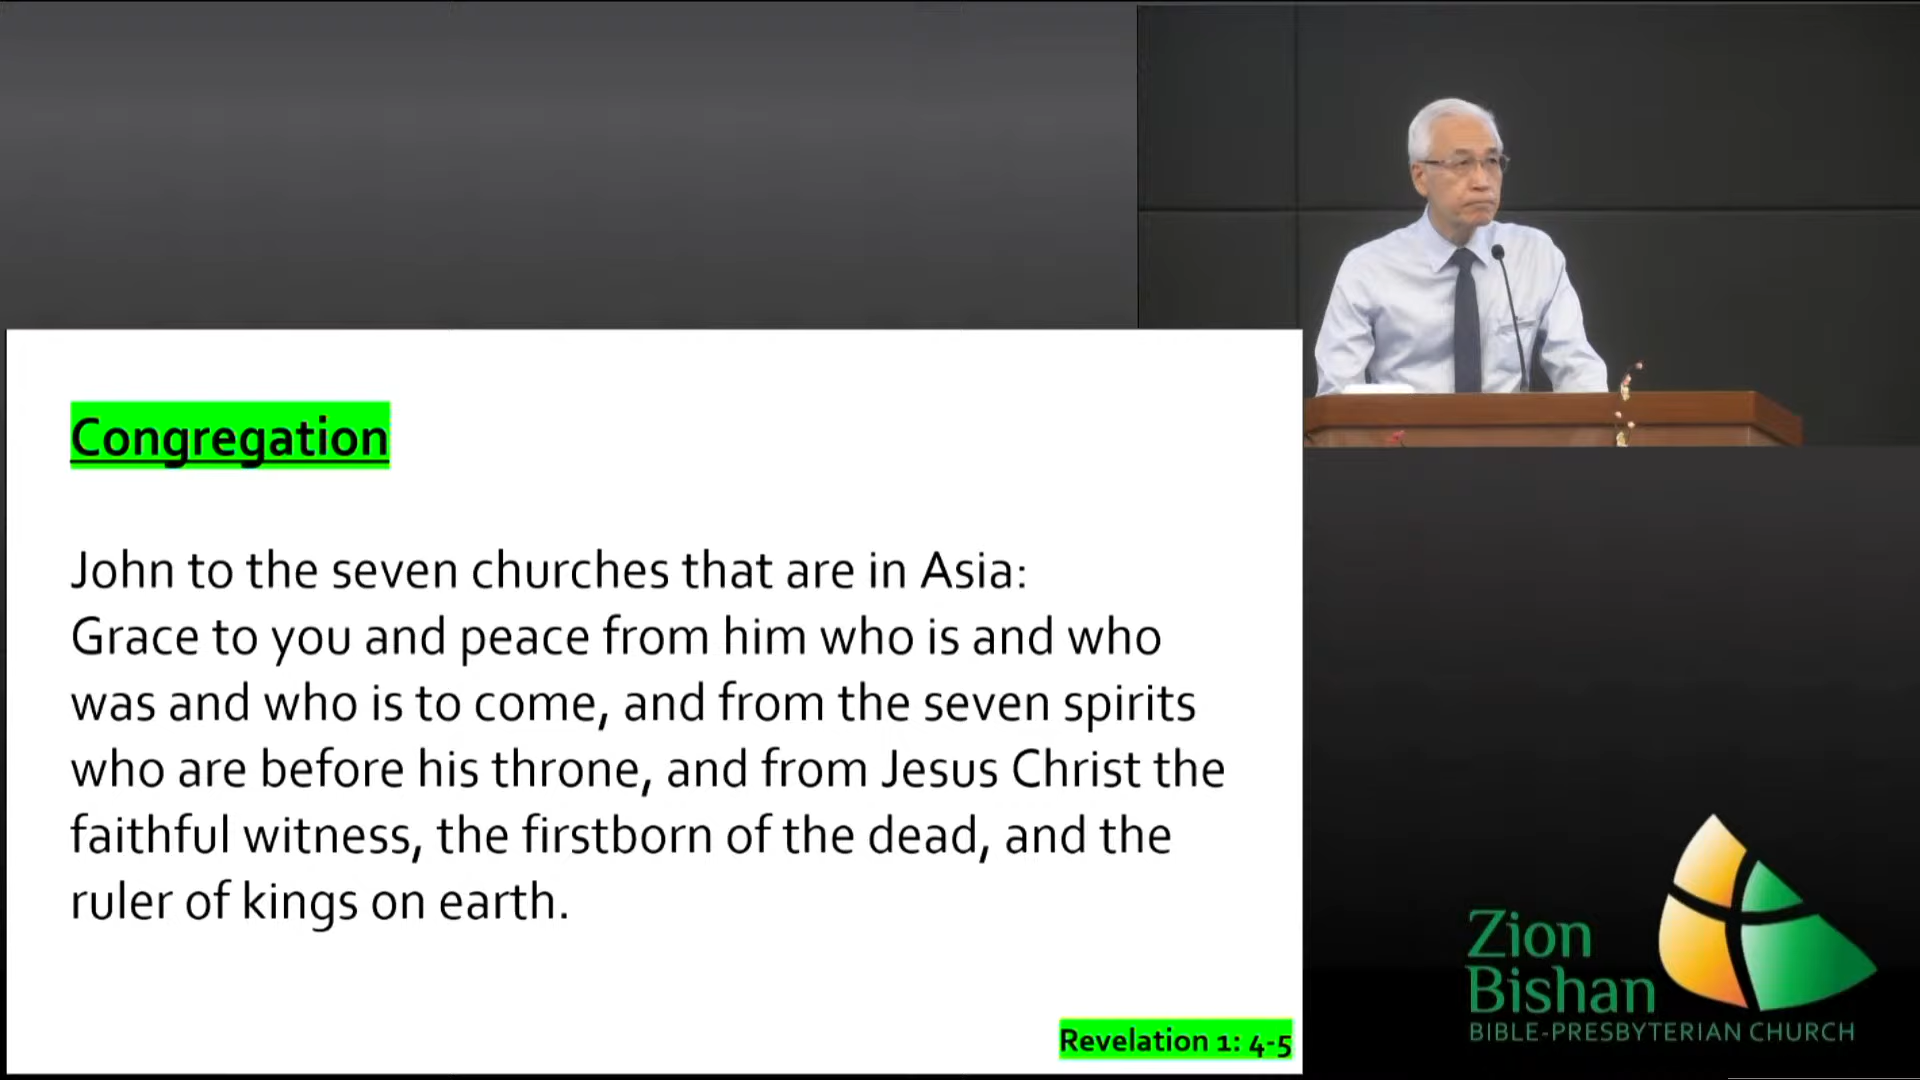 Congregation
John to the seven churches that are in Asia:
Grace to you and peace from him who is and who
was and who is to come, and from the seven spirits
who are before his throne, and from Jesus Christ the
faithful witness, the firstborn of the dead, and the
ruler of kings on earth.
Revelation 1: 4-5
Zion
Bishan
BIBLE-PRESBYTERIAN CHURCH